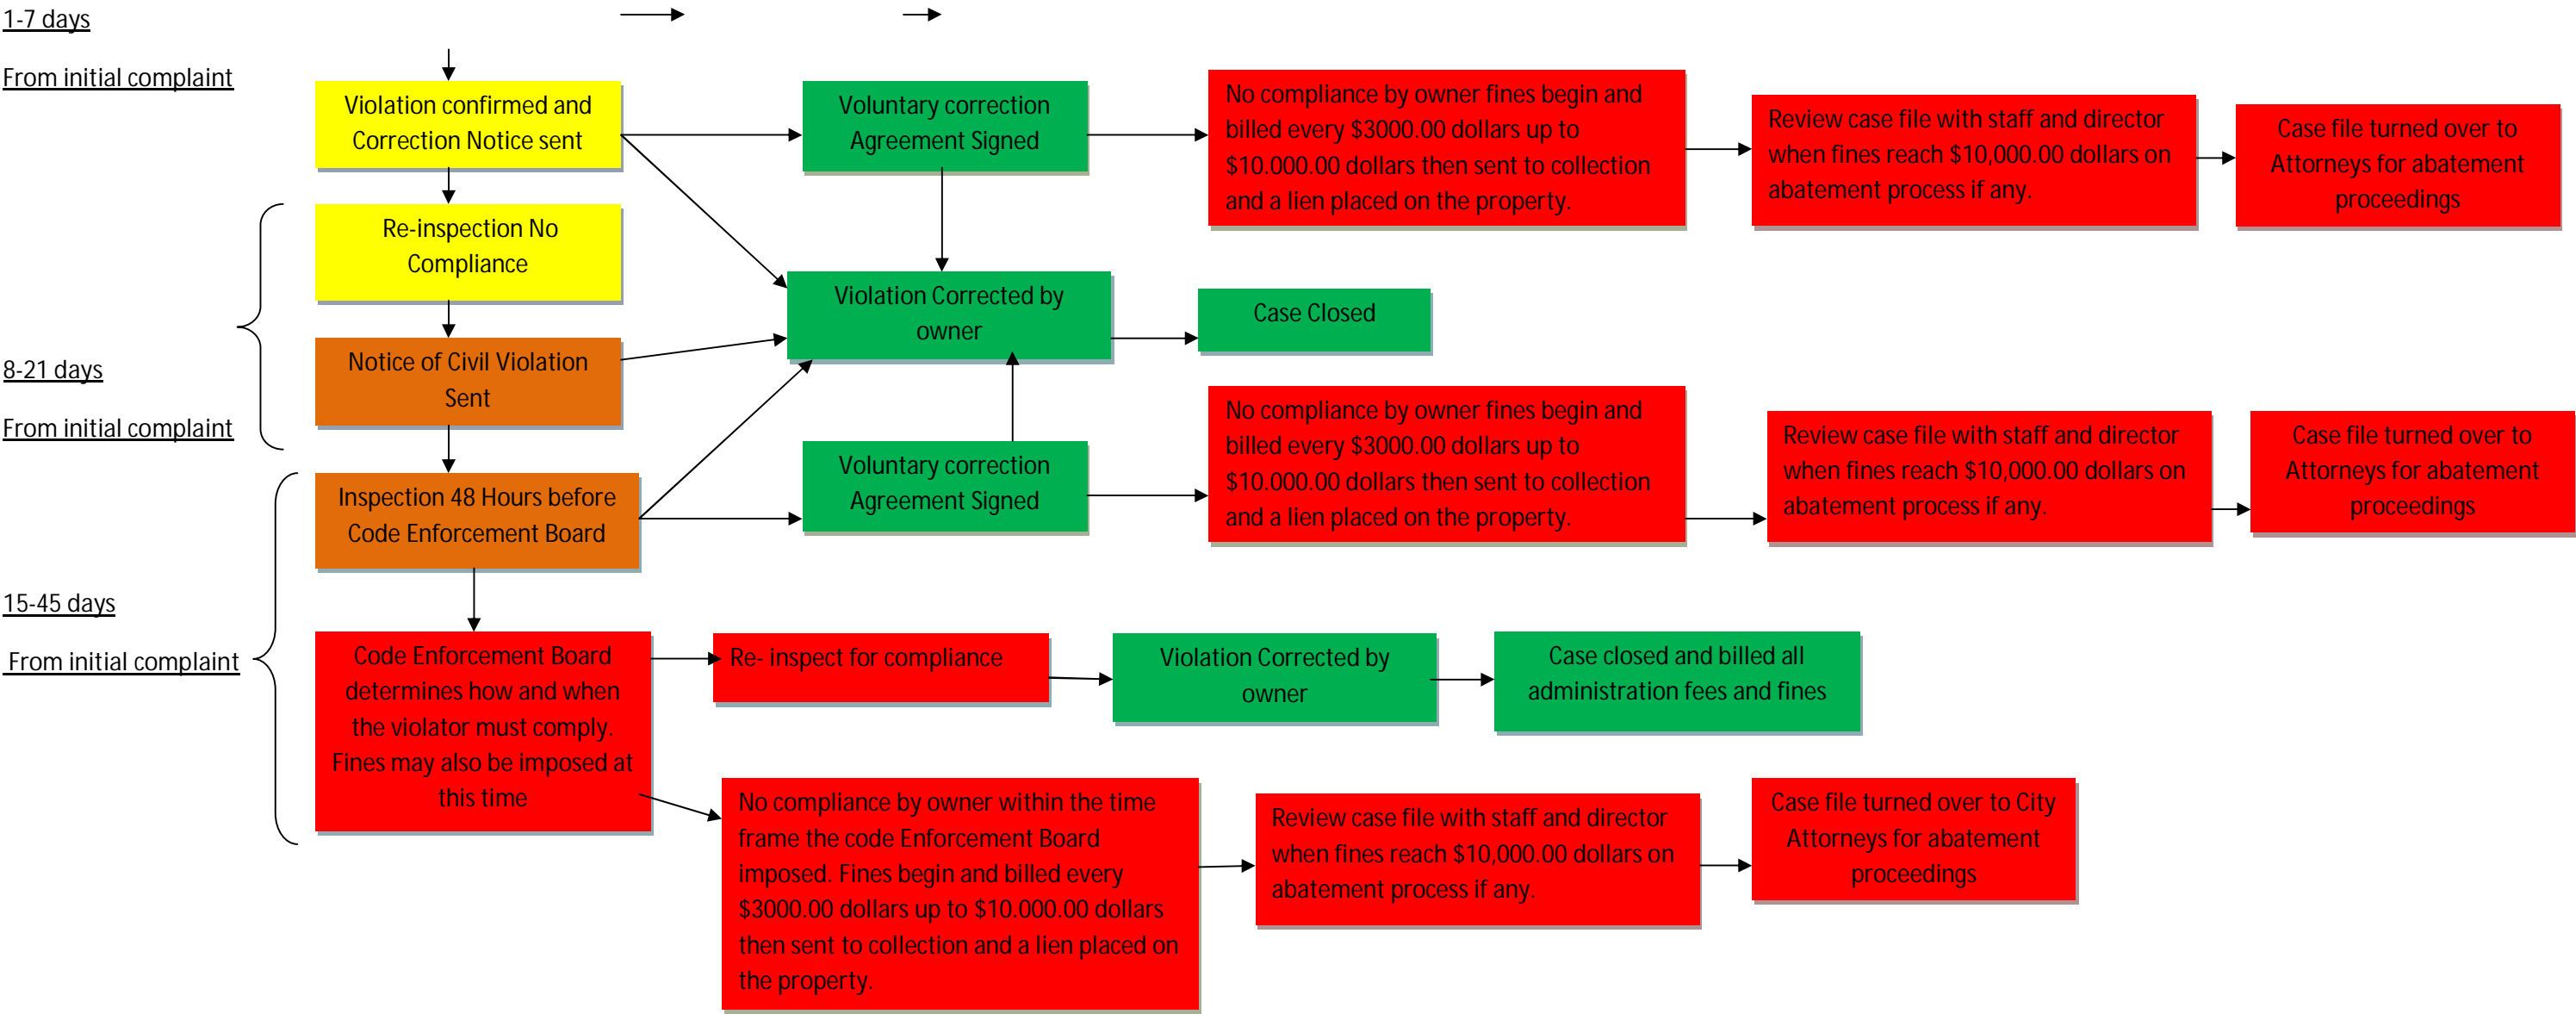 1-7 days
From initial complaint
Violation confirmed and
Correction Notice sent
Voluntary correction
Agreement Signed
No compliance by owner fines begin and
billed every $3000.00 dollars up to
$10.000.00 dollars then sent to collection
and a lien placed on the property.
Review case file with staff and director
when fines reach $10,000.00 dollars on
abatement process if any.
Case file turned over to
Attorneys for abatement
proceedings
Re-inspection No
Compliance
Violation Corrected by
owner
Case Closed
8-21 days
From initial complaint
Notice of Civil Violation
Sent
Inspection 48 Hours before
Code Enforcement Board
Voluntary correction
Agreement Signed
No compliance by owner fines begin and
billed every $3000.00 dollars up to
$10.000.00 dollars then sent to collection
and a lien placed on the property.
Review case file with staff and director
when fines reach $10,000.00 dollars on
abatement process if any.
Case file turned over to
Attorneys for abatement
proceedings
15-45 days
From initial complaint
Code Enforcement Board
determines how and when
the violator must comply.
Fines may also be imposed at
this time
Re- inspect for compliance
Violation Corrected by
owner
Case closed and billed all
administration fees and fines
No compliance by owner within the time
frame the code Enforcement Board
imposed. Fines begin and billed every
$3000.00 dollars up to $10.000.00 dollars
then sent to collection and a lien placed on
the property.
Review case file with staff and director
when fines reach $10,000.00 dollars on
abatement process if any.
Case file turned over to City
Attorneys for abatement
proceedings